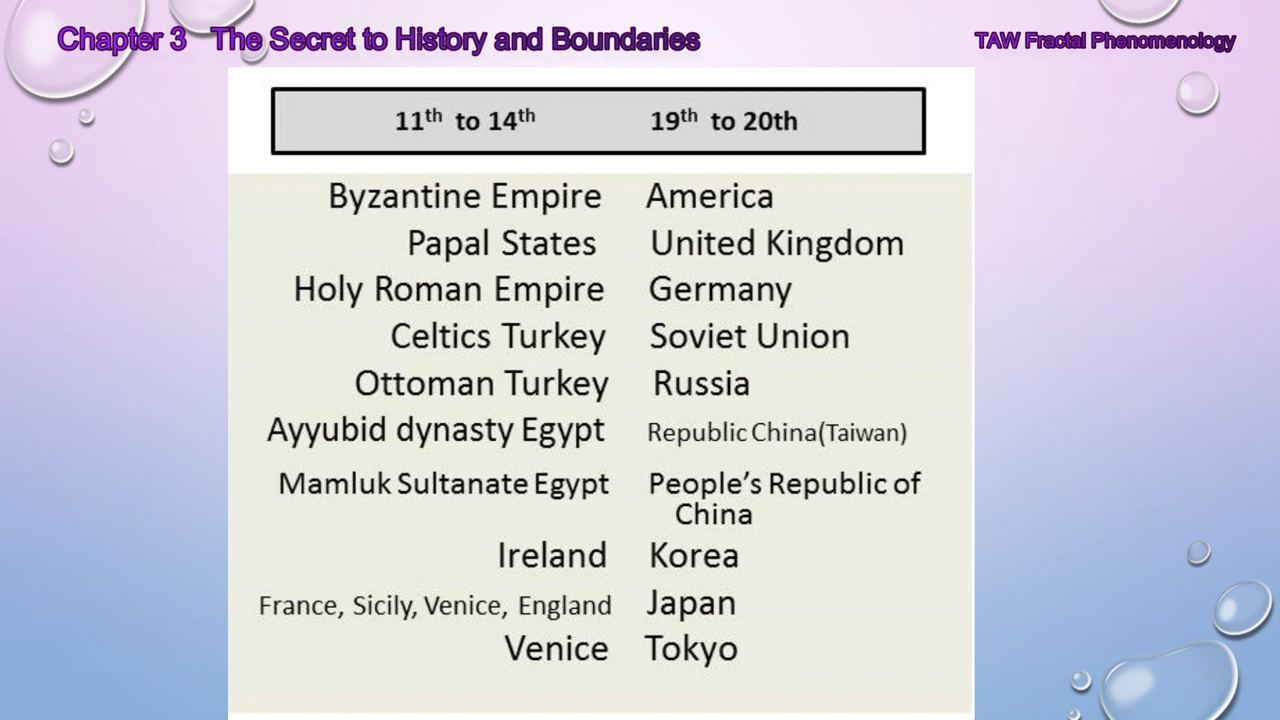 Chapter 3 The Secret to History and Boundaries
TAW Fractal Phenomenology
11th to 14th 19th to 20th
Byzantine Empire America
Papal States United Kingdom
Holy Roman Empire Germany
Celtics Turkey Soviet Union
Ottoman Turkey Russia
Ayyubid dynasty Egypt Republic China(Taiwan)
Mamluk Sultanate Egypt People's Republic of
China
Ireland Korea
France, Sicily, Venice, England Japan
Venice Tokyo